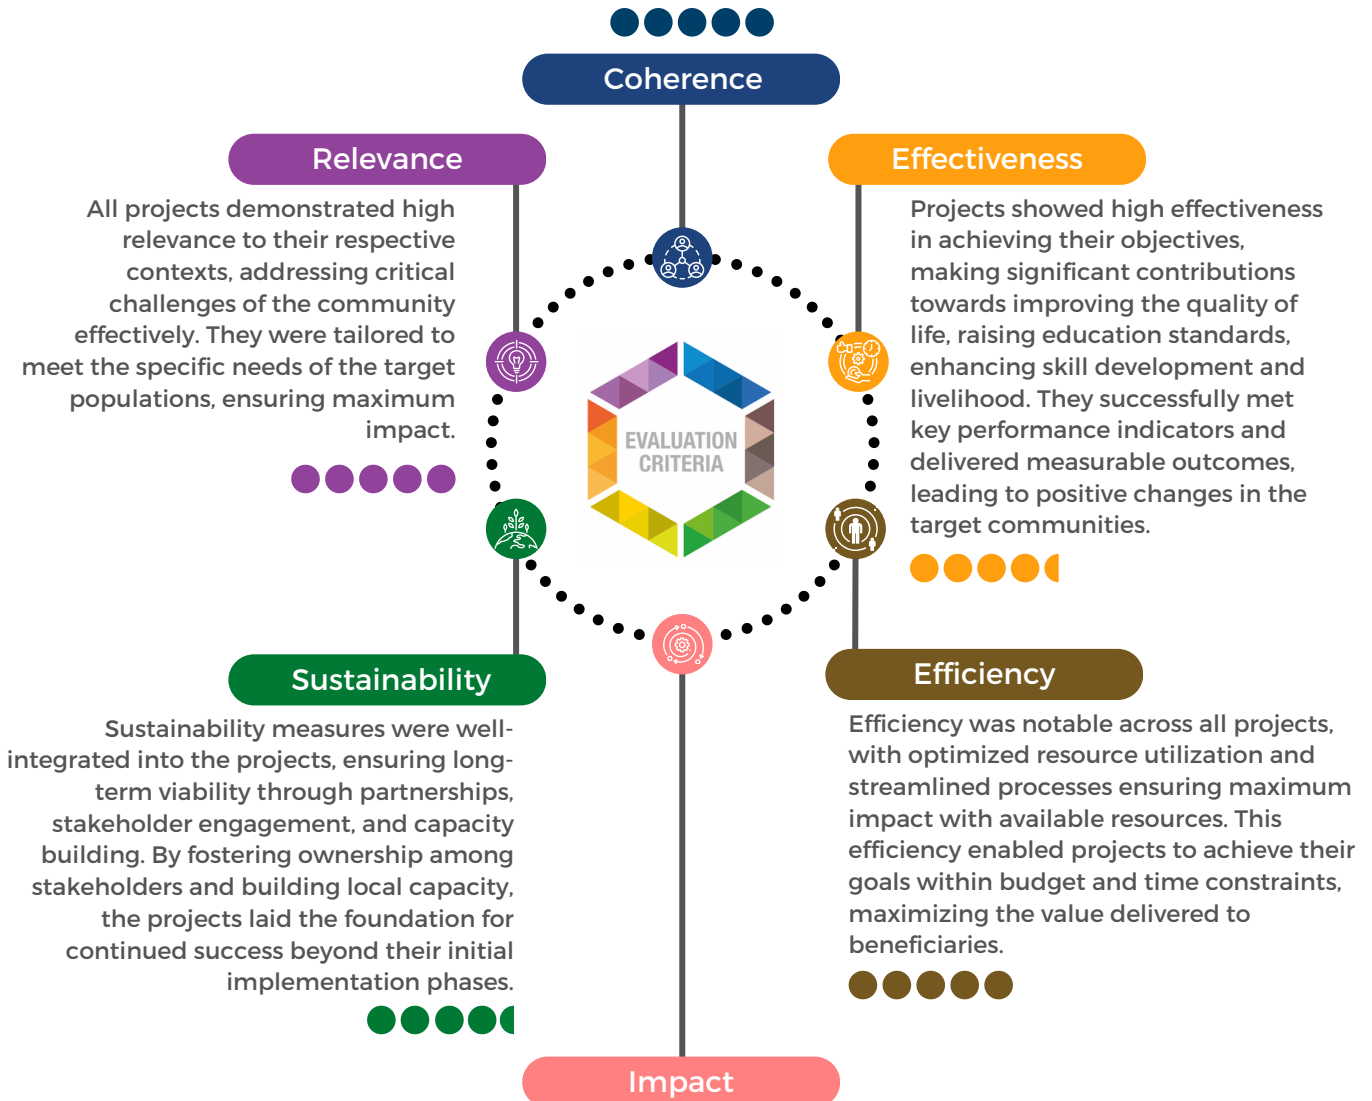 Coherence
Relevance
All projects demonstrated high
relevance to their respective
contexts, addressing critical
challenges of the community
effectively. They were tailored to
meet the specific needs of the target
populations, ensuring maximum
impact.
Effectiveness
Projects showed high effectiveness
in achieving their objectives,
making significant contributions
towards improving the quality of
life, raising education standards,
enhancing skill development and
livelihood. They successfully met
key performance indicators and
delivered measurable outcomes,
leading to positive changes in the
target communities.
EVALUATION
CRITERIA
Sustainability
Sustainability measures were well-
integrated into the projects, ensuring long-
term viability through partnerships,
stakeholder engagement, and capacity
building. By fostering ownership among
stakeholders and building local capacity,
the projects laid the foundation for
continued success beyond their initial
implementation phases.
Efficiency
Efficiency was notable across all projects,
with optimized resource utilization and
streamlined processes ensuring maximum
impact with available resources. This
efficiency enabled projects to achieve their
goals within budget and time constraints,
maximizing the value delivered to
beneficiaries.
Impact